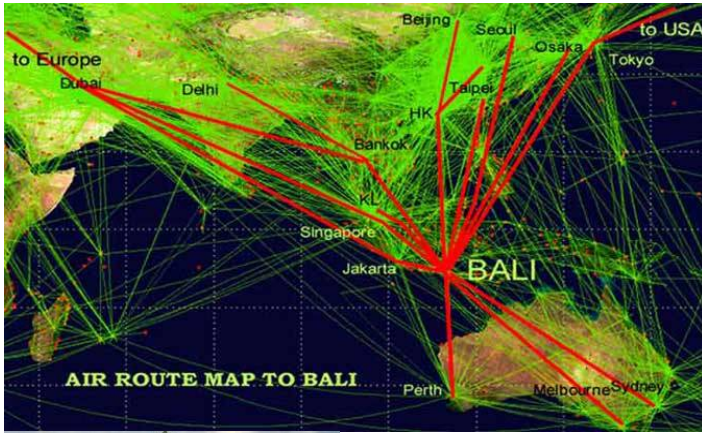 Beijing
Seoul
to USA
Osaka
to Europe
Tokyo
Dubai
Delhi
Taipei
HK
Bankok
KL
Singapore
Jakarta
BALI
AIR ROUTE MAP TO BALI
Perth
Melbourne
Sydney